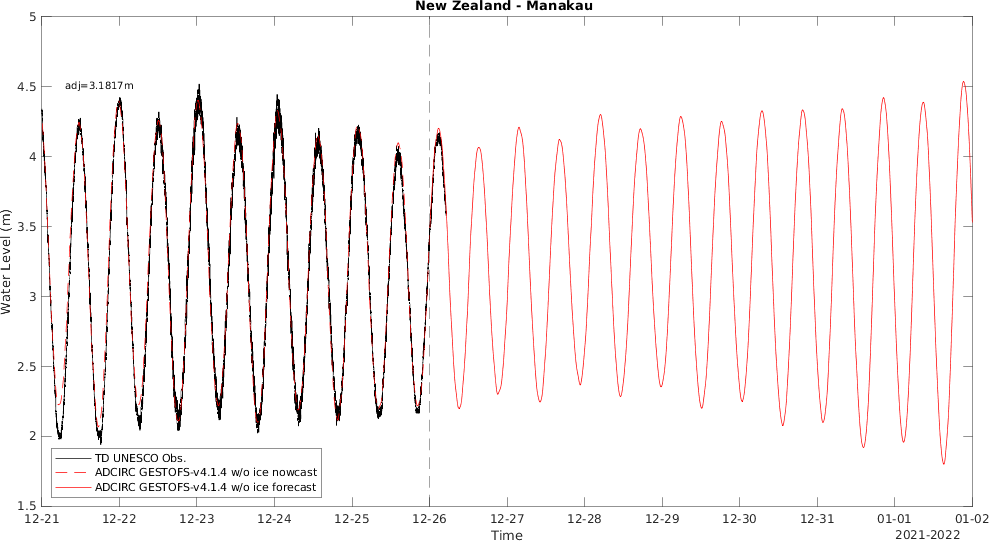 New Zealand - Manakau
5
4.5
4
3.5
3
2.5
2
1.5
Water Level (m)
adj=3.1817m
TD UNESCO Obs.
ADCIRC GESTOFS-v4.1.4 w/o ice nowcast
ADCIRC GESTOFS-v4.1.4 w/o ice forecast
12-21 12-22 12-23 12-24 12-25 12-26 12-27 12-28 12-29 12-30 12-31 01-01 01-02
Time
2021-2022